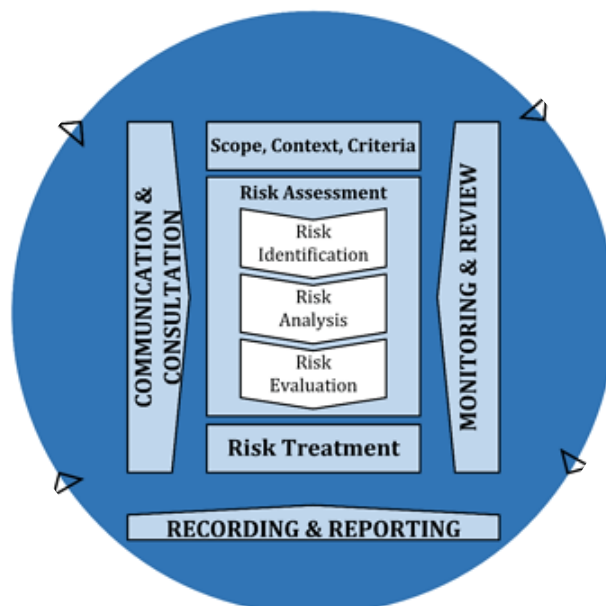 Scope, Context, Criteria
Risk Assessment
Risk
Identification
Risk
Analysis
Risk
Evaluation
Risk Treatment
COMMUNICATION &
CONSULTATION
MONITORING & REVIEW
RECORDING & REPORTING